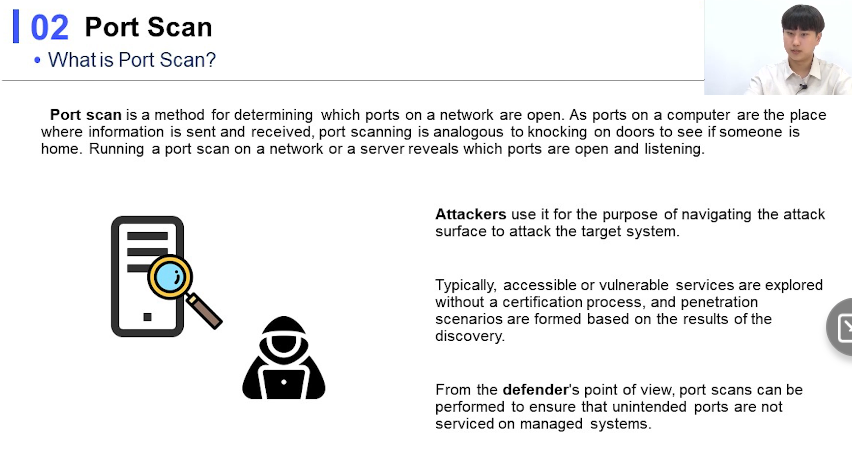 02 Port Scan
• What is Port Scan?
Port scan is a method for determining which ports on a network are open. As ports on a computer are the place
where information is sent and received, port scanning is analogous to knocking on doors to see if someone is
home. Running a port scan on a network or a server reveals which ports are open and listening.
Attackers use it for the purpose of navigating the attack
surface to attack the target system.
Typically, accessible or vulnerable services are explored
without a certification process, and penetration
scenarios are formed based on the results of the
discovery.
From the defender's point of view, port scans can be
performed to ensure that unintended ports are not
serviced on managed systems.